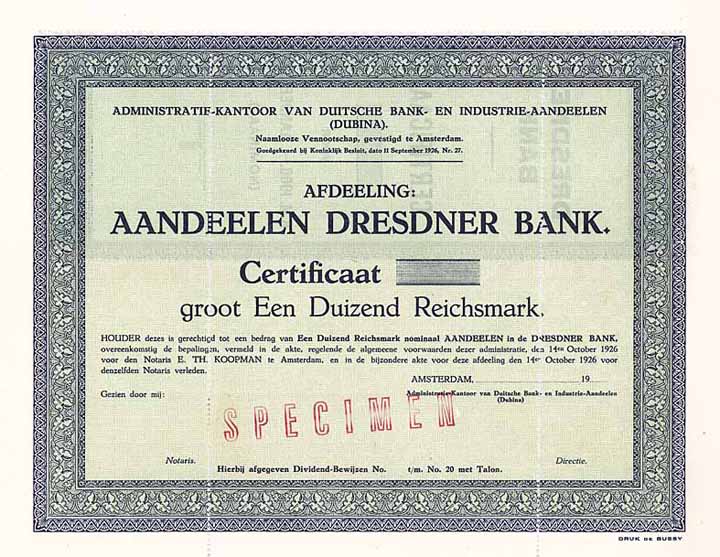 ADMINISTRATIE-KANTOOR VAN DUITSCHE BANK- EN INDUSTRIE-AANDEELEN
(DUBINA).
Naamlooze Vennootschap, gevestigd te Amsterdam.
Goedgekeurd bij Koninklijk Besluit, dato 11 September 1926, Nr. 27.
AFDEELING:
AANDEELEN DRESDNER BANK.
Certificaat
groot Een Duizend Reichsmark.
HOUDER dezes is gerechtigd tot een bedrag van Een Duizend Reichsmark nominaal AANDEELEN in de DRESDNER BANK,
overeenkomstig de bepalingen, vermeld in de akte, regelende de algemeene voorwaarden dezer administratie, den 14en October 1926
voor den Notaris E. TH. KOOPMAN te Amsterdam, en in de bijzondere akte voor deze afdeeling den 14en October 1926 voor
denzelfden Notaris verleden.
AMSTERDAM, 19
Gezien door mij:
Administratie-Kantoor van Duitsche Bank- en Industrie-Aandeelen
(Dubina)
SPECIMEN
Notaris.
Directie.
Hierbij afgegeven Dividend-Bewijzen No. t/m. No. 20 met Talon.
DRUK DE BUSSY